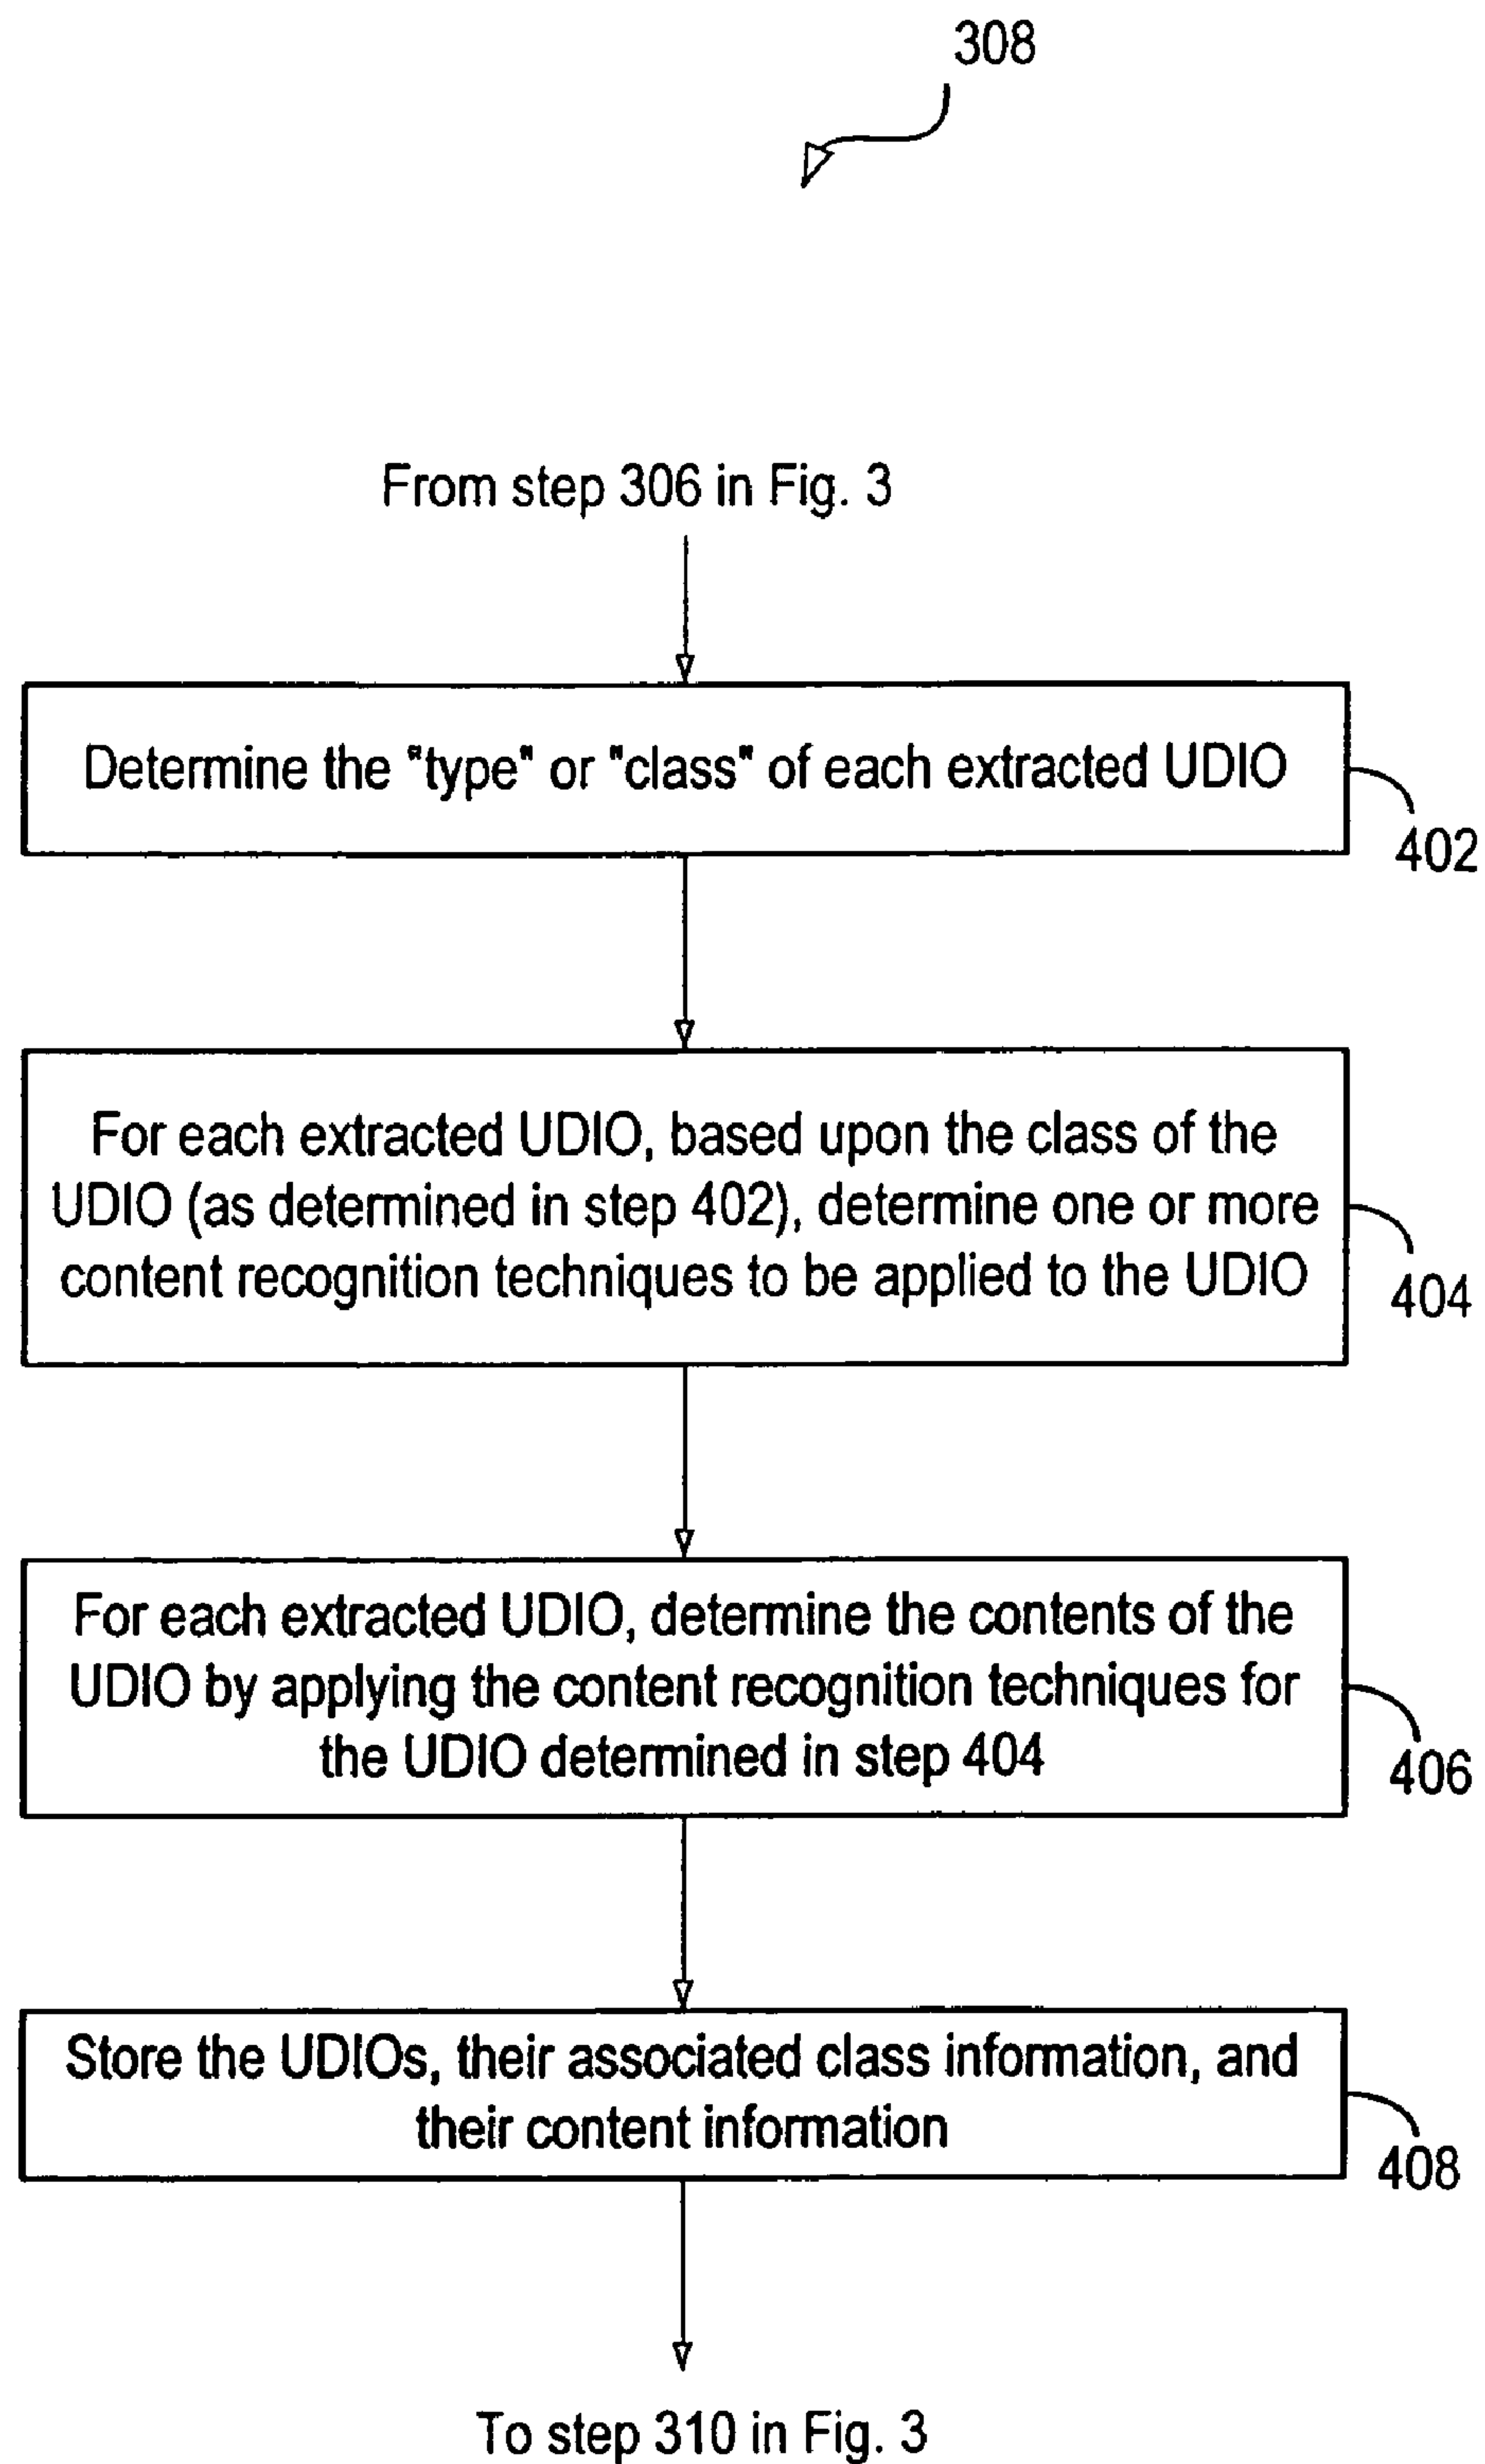 308
From step 306 in Fig. 3
Determine the "type" or "class" of each extracted UDIO
402
For each extracted UDIO, based upon the class of the
UDIO (as determined in step 402), determine one or more
content recognition techniques to be applied to the UDIO
404
For each extracted UDIO, determine the contents of the
UDIO by applying the content recognition techniques for
the UDIO determined in step 404
406
Store the UDIOs, their associated class information, and
their content information
408
To step 310 in Fig. 3